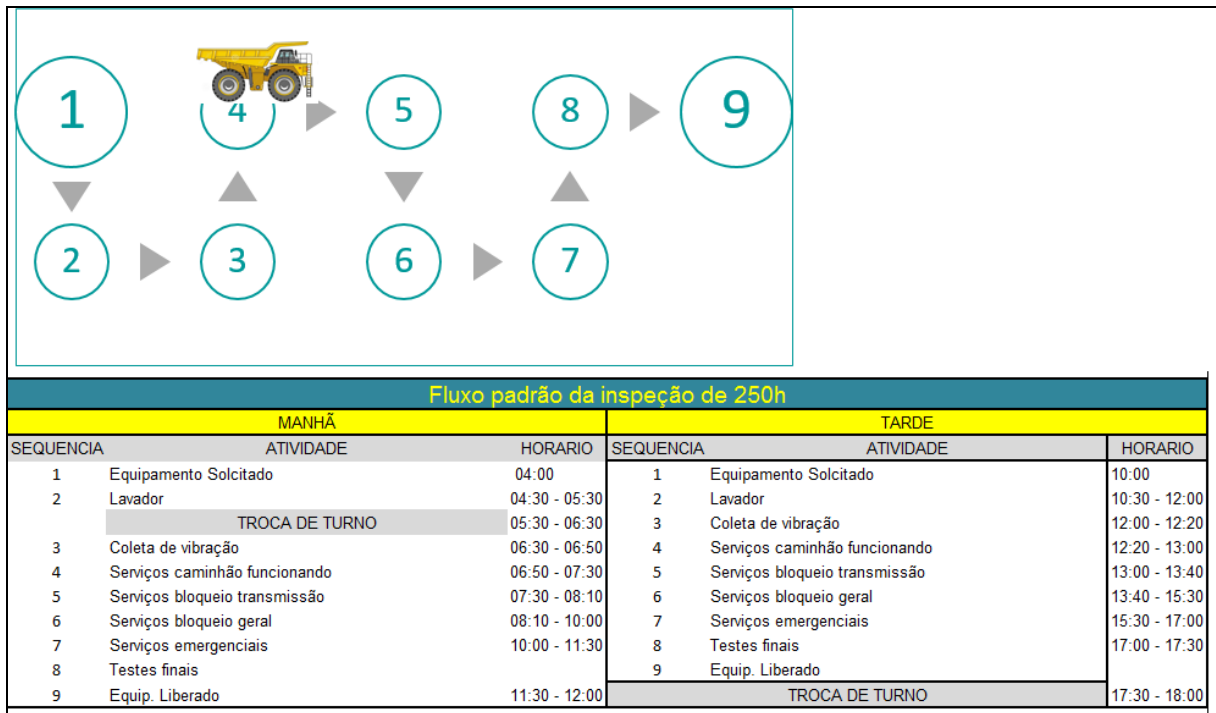 1
4
5
8
9
2
3
6
7
Fluxo padrão da inspeção de 250h
MANHÃ TARDE
SEQUENCIA ATIVIDADE HORARIO SEQUENCIA ATIVIDADE HORARIO
1 Equipamento Solcitado 04:00 1 Equipamento Solcitado 10:00
2 Lavador 04:30 - 05:30 2 Lavador 10:30 - 12:00
TROCA DE TURNO 05:30 - 06:30 3 Coleta de vibração 12:00 - 12:20
3 Coleta de vibração 06:30 - 06:50 4 Serviços caminhão funcionando 12:20 - 13:00
4 Serviços caminhão funcionando 06:50 - 07:30 5 Serviços bloqueio transmissão 13:00 - 13:40
5 Serviços bloqueio transmissão 07:30 - 08:10 6 Serviços bloqueio geral 13:40 - 15:30
6 Serviços bloqueio geral 08:10 - 10:00 7 Serviços emergenciais 15:30 - 17:00
7 Serviços emergenciais 10:00 - 11:30 8 Testes finais 17:00 - 17:30
8 Testes finais 9 Equip. Liberado
9 Equip. Liberado 11:30 - 12:00 TROCA DE TURNO 17:30 - 18:00